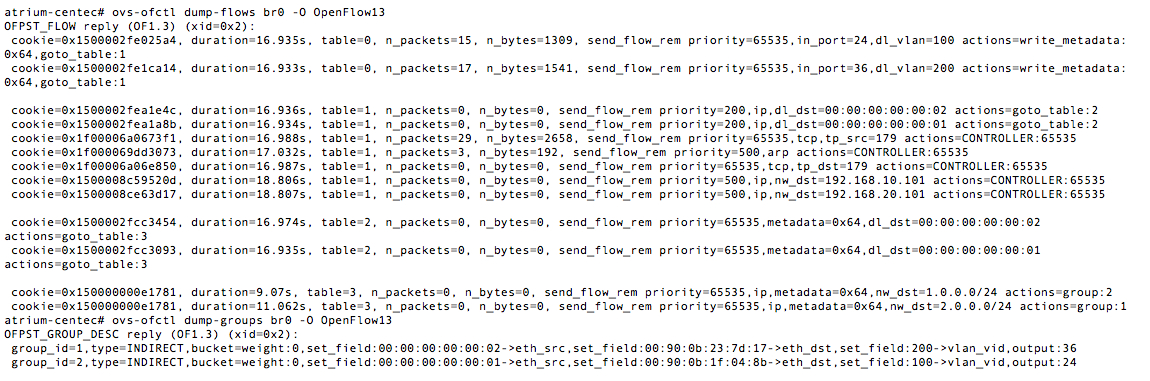 atrium-centec# ovs-ofctl dump-flows br0 -O OpenFlow13
OFPST_FLOW reply (OF1.3) (xid=0x2):
 cookie=0x1500002fe025a4, duration=16.935s, table=0, n_packets=15, n_bytes=1309, send_flow_rem priority=65535,in_port=24,dl_vlan=100 actions=write_metadata:
0x64,goto_table:1
 cookie=0x1500002fe1ca14, duration=16.933s, table=0, n_packets=17, n_bytes=1541, send_flow_rem priority=65535,in_port=36,dl_vlan=200 actions=write_metadata:
0x64,goto_table:1
 cookie=0x1500002fea1e4c, duration=16.936s, table=1, n_packets=0, n_bytes=0, send_flow_rem priority=200,ip,dl_dst=00:00:00:00:00:02 actions=goto_table:2
 cookie=0x1500002fea1a8b, duration=16.934s, table=1, n_packets=0, n_bytes=0, send_flow_rem priority=200,ip,dl_dst=00:00:00:00:00:01 actions=goto_table:2
 cookie=0x1f00006a0673f1, duration=16.988s, table=1, n_packets=29, n_bytes=2658, send_flow_rem priority=65535,tcp,tp_src=179 actions=CONTROLLER:65535
 cookie=0x1f000069dd3073, duration=17.032s, table=1, n_packets=3, n_bytes=192, send_flow_rem priority=500,arp actions=CONTROLLER:65535
 cookie=0x1f00006a06e850, duration=16.987s, table=1, n_packets=0, n_bytes=0, send_flow_rem priority=65535,tcp,tp_dst=179 actions=CONTROLLER:65535
 cookie=0x1500008c59520d, duration=18.806s, table=1, n_packets=0, n_bytes=0, send_flow_rem priority=500,ip,nw_dst=192.168.10.101 actions=CONTROLLER:65535
 cookie=0x1500008ce63d17, duration=18.807s, table=1, n_packets=0, n_bytes=0, send_flow_rem priority=500,ip,nw_dst=192.168.20.101 actions=CONTROLLER:65535
 cookie=0x1500002fcc3454, duration=16.974s, table=2, n_packets=0, n_bytes=0, send_flow_rem priority=65535,metadata=0x64,dl_dst=00:00:00:00:00:02
actions=goto_table:3
 cookie=0x1500002fcc3093, duration=16.935s, table=2, n_packets=0, n_bytes=0, send_flow_rem priority=65535,metadata=0x64,dl_dst=00:00:00:00:00:01
actions=goto_table:3
 cookie=0x150000000e1781, duration=9.07s, table=3, n_packets=0, n_bytes=0, send_flow_rem priority=65535,ip,metadata=0x64,nw_dst=1.0.0.0/24 actions=group:2
 cookie=0x150000000e1781, duration=11.062s, table=3, n_packets=0, n_bytes=0, send_flow_rem priority=65535,ip,metadata=0x64,nw_dst=2.0.0.0/24 actions=group:1
atrium-centec# ovs-ofctl dump-groups br0 -O OpenFlow13
OFPST_GROUP_DESC reply (OF1.3) (xid=0x2):
 group_id=1,type=INDIRECT,bucket=weight:0,set_field:00:00:00:00:00:02->eth_src,set_field:00:90:0b:23:7d:17->eth_dst,set_field:200->vlan_vid,output:36
 group_id=2,type=INDIRECT,bucket=weight:0,set_field:00:00:00:00:00:01->eth_src,set_field:00:90:0b:1f:04:8b->eth_dst,set_field:100->vlan_vid,output:24